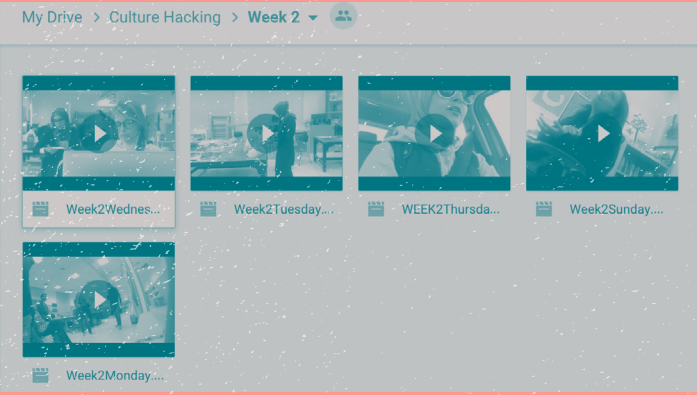 My Drive > Culture Hacking > Week 2
Week2Wednes...
Week2Tuesday....
WEEK2Thursda...
Week2Sunday....
Week2Monday....